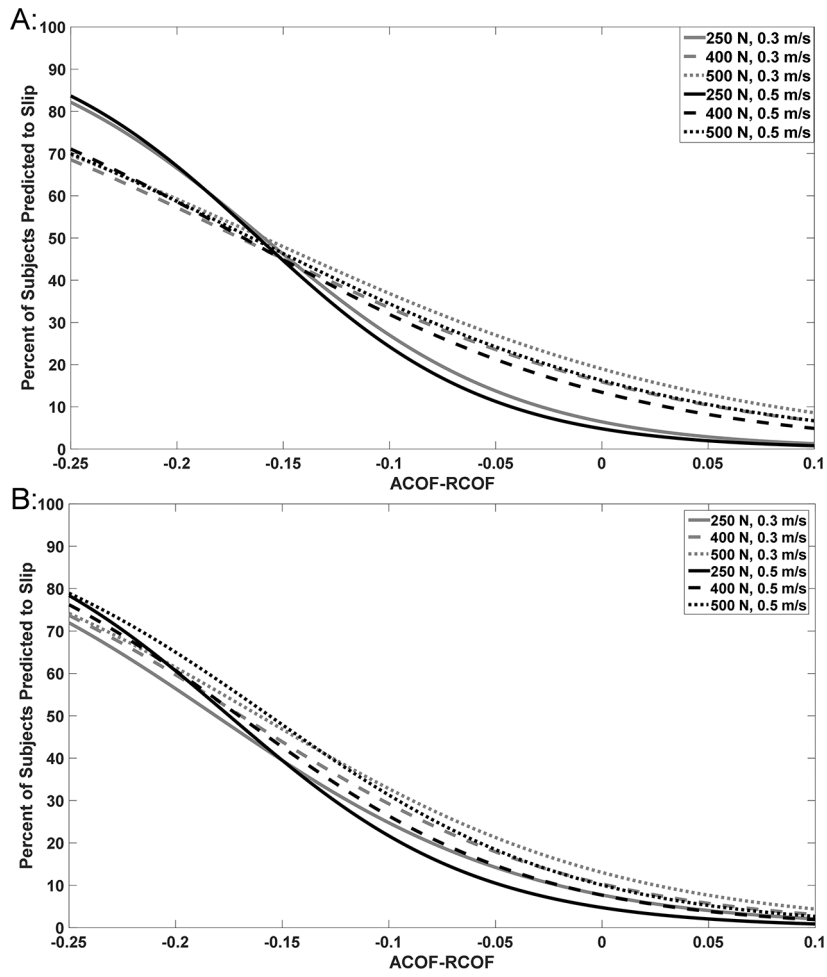 A:
100
90
80
70
60
50
40
30
20
10
0
Percent of Subjects Predicted to Slip
250 N, 0.3 m/s
400 N, 0.3 m/s
500 N, 0.3 m/s
250 N, 0.5 m/s
400 N, 0.5 m/s
500 N, 0.5 m/s
-0.25 -0.2 -0.15 -0.1 -0.05 0 0.05 0.1
ACOF-RCOF
B:
100
90
80
70
60
50
40
30
20
10
0
Percent of Subjects Predicted to Slip
250 N, 0.3 m/s
400 N, 0.3 m/s
500 N, 0.3 m/s
250 N, 0.5 m/s
400 N, 0.5 m/s
500 N, 0.5 m/s
-0.25 -0.2 -0.15 -0.1 -0.05 0 0.05 0.1
ACOF-RCOF